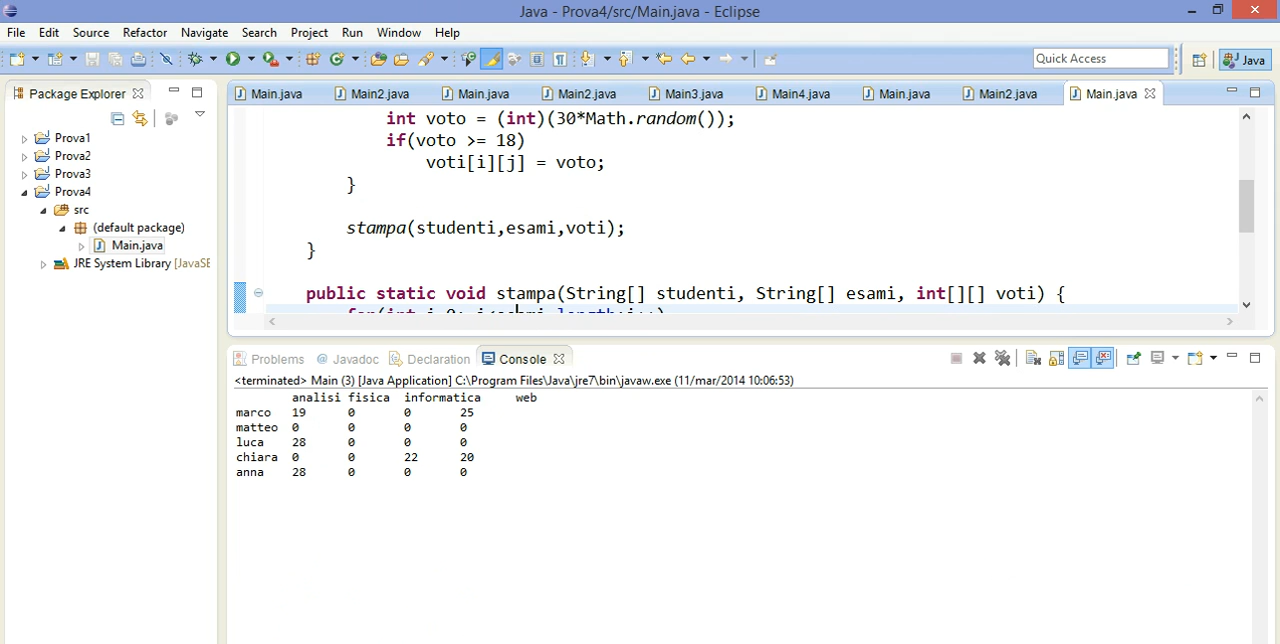 Java - Prova4/src/Main.java - Eclipse
File Edit Source Refactor Navigate Search Project Run Window Help
Quick Access
Java
Package Explorer
Main.java Main2.java Main.java Main2.java Main3.java Main4.java Main.java Main2.java Main.java
Prova1
Prova2
Prova3
Prova4
src
(default package)
Main.java
JRE System Library [JavaSE
int voto = (int)(30*Math.random());
if(voto >= 18)
voti[i][j] = voto;
}
stampa(studenti,esami,voti);
}
public static void stampa(String[] studenti, String[] esami, int[][] voti) {
Problems @ Javadoc Declaration Console
<terminated> Main (3) [Java Application] C:\Program Files\Java\jre7\bin\javaw.exe (11/mar/2014 10:06:53)
analisi fisica informatica web
marco 19 0 0 25
matteo 0 0 0 0
luca 28 0 0 0
chiara 0 0 22 20
anna 28 0 0 0